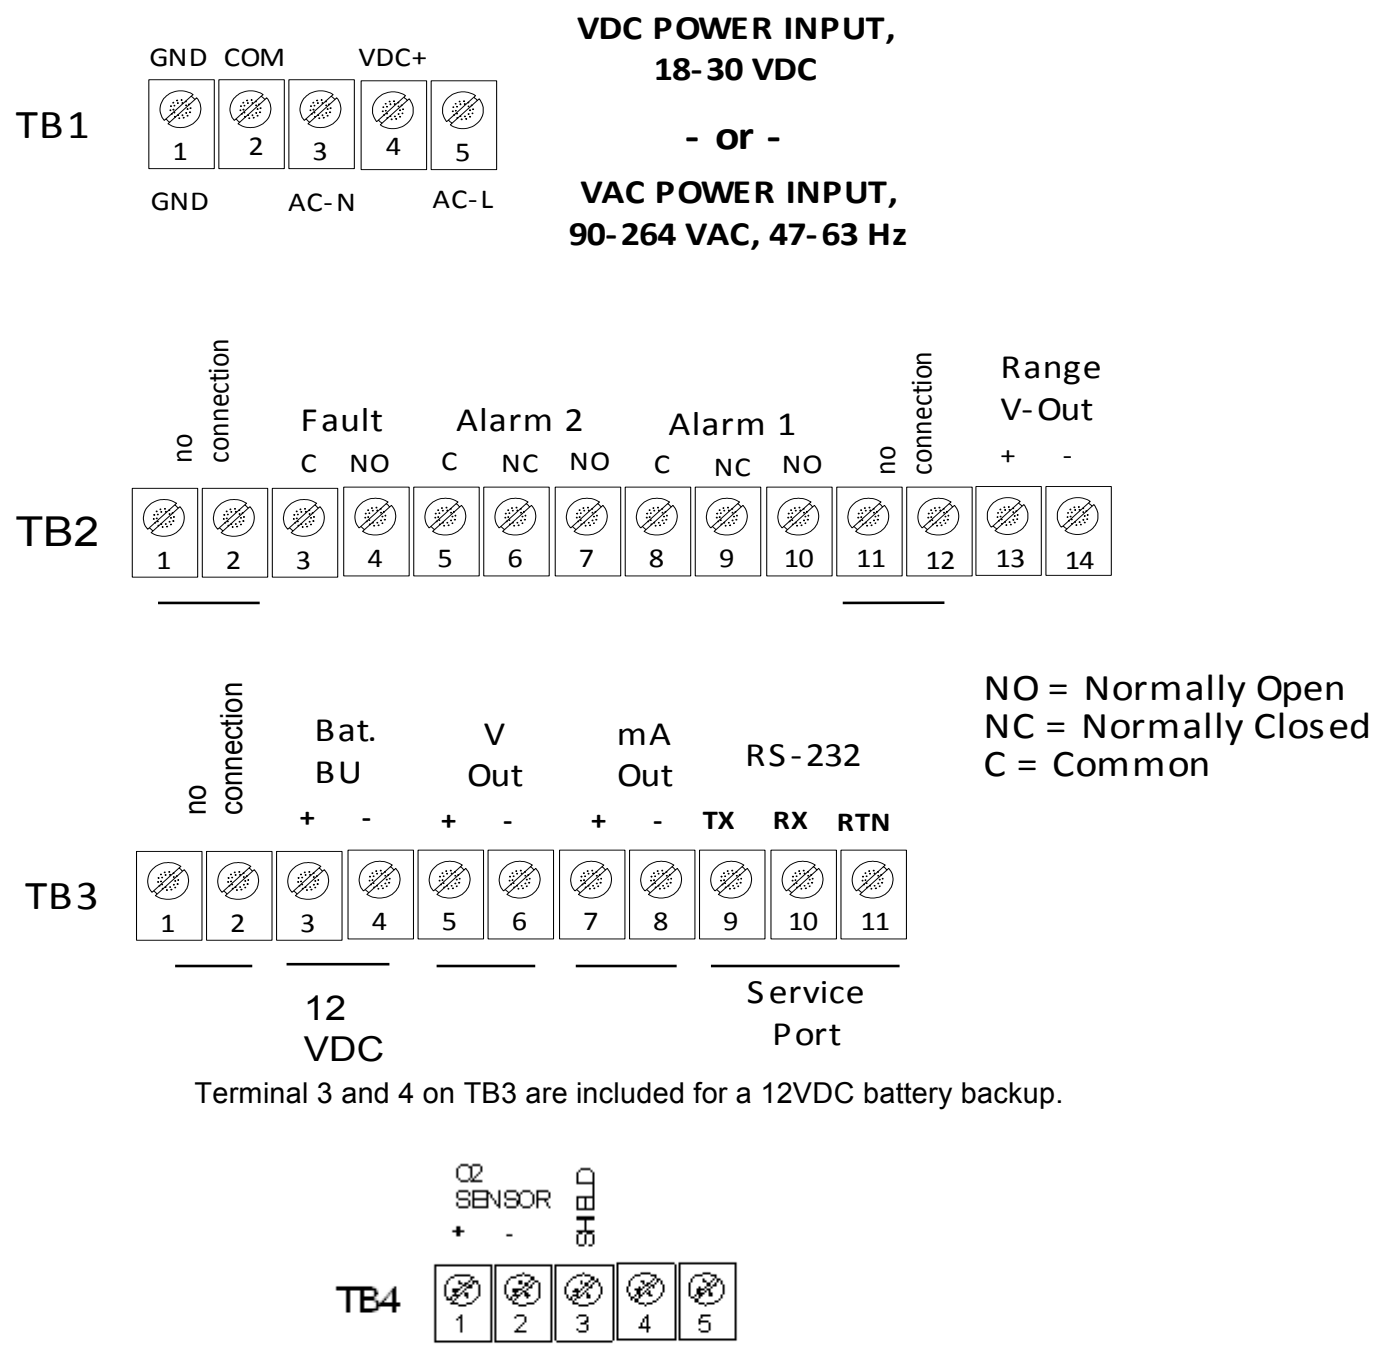 VDC POWER INPUT,
18-30 VDC
- or -
VAC POWER INPUT,
90-264 VAC, 47-63 Hz
GND COM VDC+
TB1
1 2 3 4 5
GND AC-N AC-L
no connection
Fault
Alarm 2
Alarm 1
no connection
Range
V-Out
C NO C NC NO C NC NO + -
TB2
1 2 3 4 5 6 7 8 9 10 11 12 13 14
NO = Normally Open
NC = Normally Closed
C = Common
no connection
Bat.
BU
V
Out
mA
Out
RS-232
+ - + - + - TX RX RTN
TB3
1 2 3 4 5 6 7 8 9 10 11
12
VDC
Service
Port
Terminal 3 and 4 on TB3 are included for a 12VDC battery backup.
O2
SENSOR
+ -
SHIELD
TB4
1 2 3 4 5